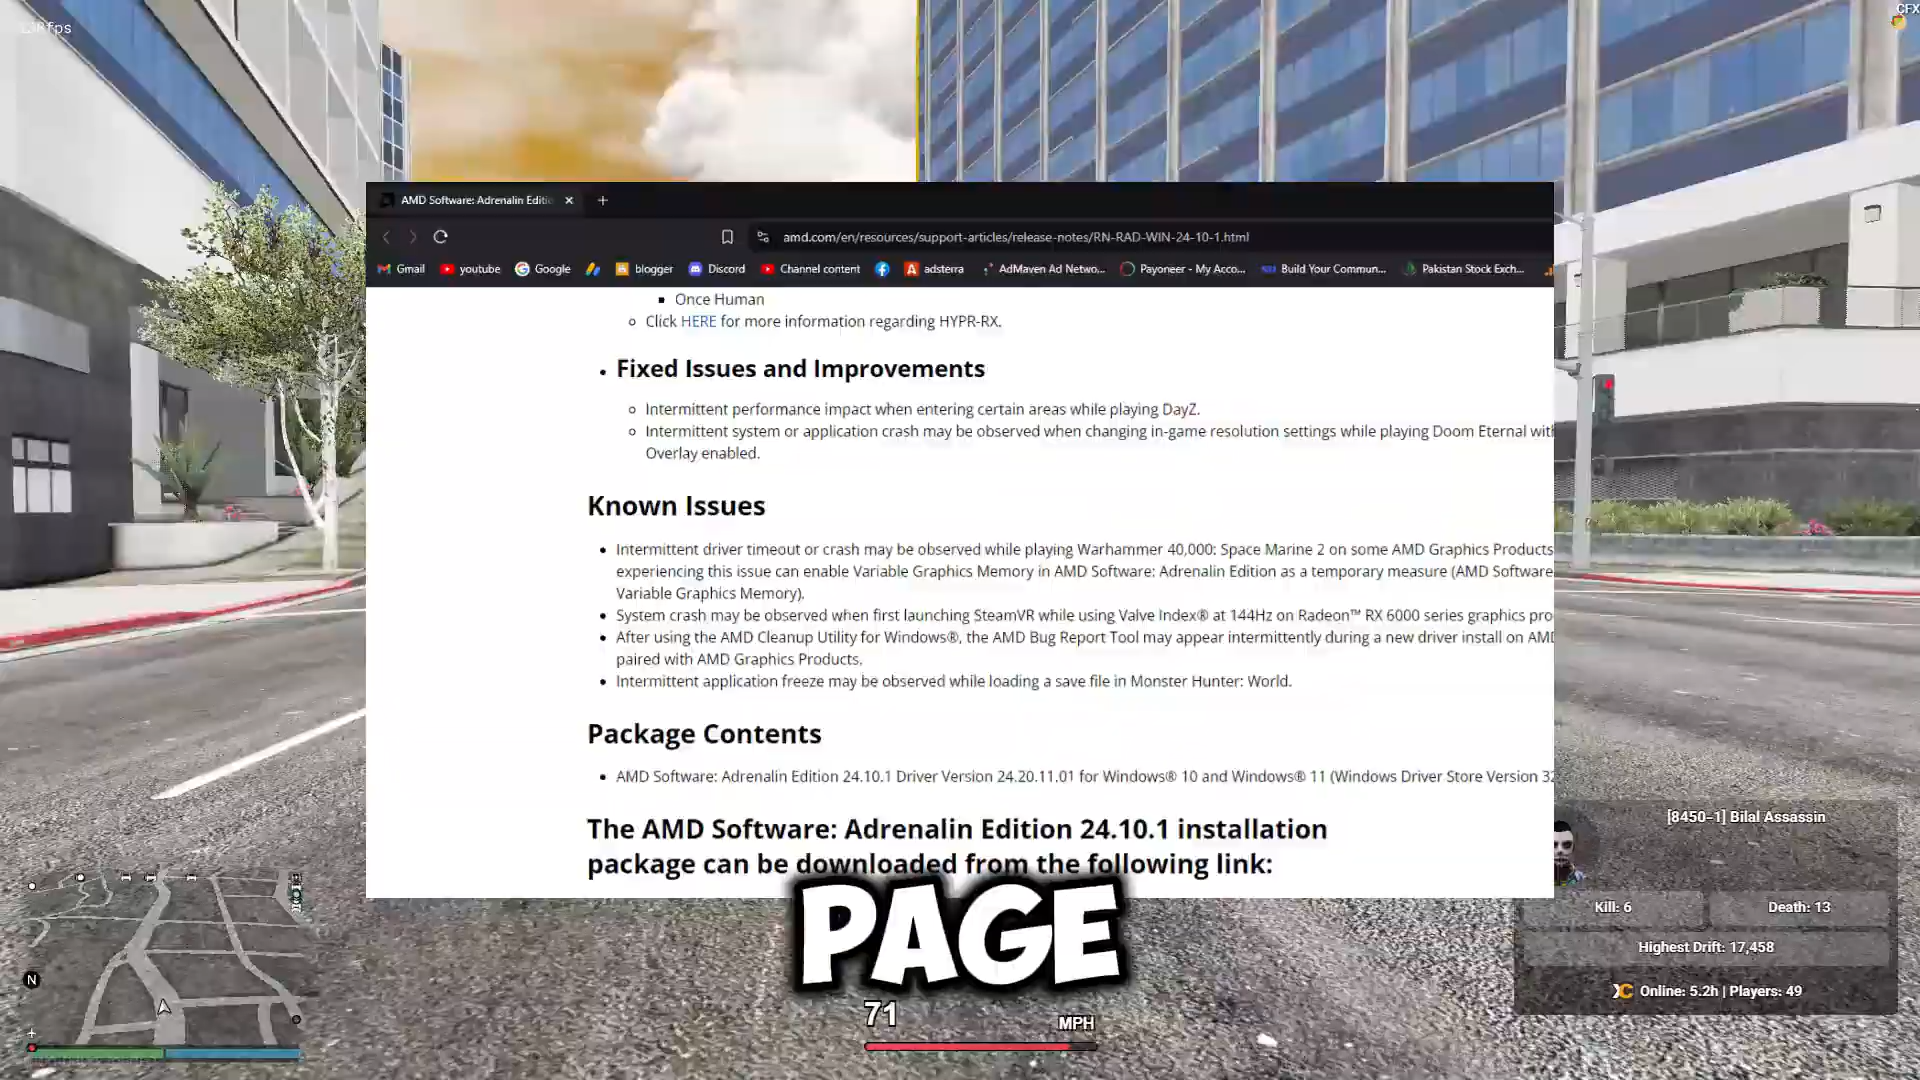 CFX
AMD Software: Adrenalin Editi
amd.com/en/resources/support-articles/release-notes/RN-RAD-WIN-24-10-1.html
Gmail youtube Google blogger Discord Channel content adsterra AdMaven Ad Netwo... Payoneer - My Acco... Build Your Commun... Pakistan Stock Exch...
Once Human
Click HERE for more information regarding HYPR-RX.
Fixed Issues and Improvements
Intermittent performance impact when entering certain areas while playing DayZ.
Intermittent system or application crash may be observed when changing in-game resolution settings while playing Doom Eternal with
Overlay enabled.
Known Issues
Intermittent driver timeout or crash may be observed while playing Warhammer 40,000: Space Marine 2 on some AMD Graphics Products
experiencing this issue can enable Variable Graphics Memory in AMD Software: Adrenalin Edition as a temporary measure (AMD Software
Variable Graphics Memory).
System crash may be observed when first launching SteamVR while using Valve Index® at 144Hz on Radeon™ RX 6000 series graphics pro
After using the AMD Cleanup Utility for Windows®, the AMD Bug Report Tool may appear intermittently during a new driver install on AMD
paired with AMD Graphics Products.
Intermittent application freeze may be observed while loading a save file in Monster Hunter: World.
Package Contents
AMD Software: Adrenalin Edition 24.10.1 Driver Version 24.20.11.01 for Windows® 10 and Windows® 11 (Windows Driver Store Version 32
The AMD Software: Adrenalin Edition 24.10.1 installation
package can be downloaded from the following link:
PAGE
[8450-1] Bilal Assassin
Kill: 6 Death: 13
Highest Drift: 17,458
Online: 5.2h | Players: 49
N
71 MPH